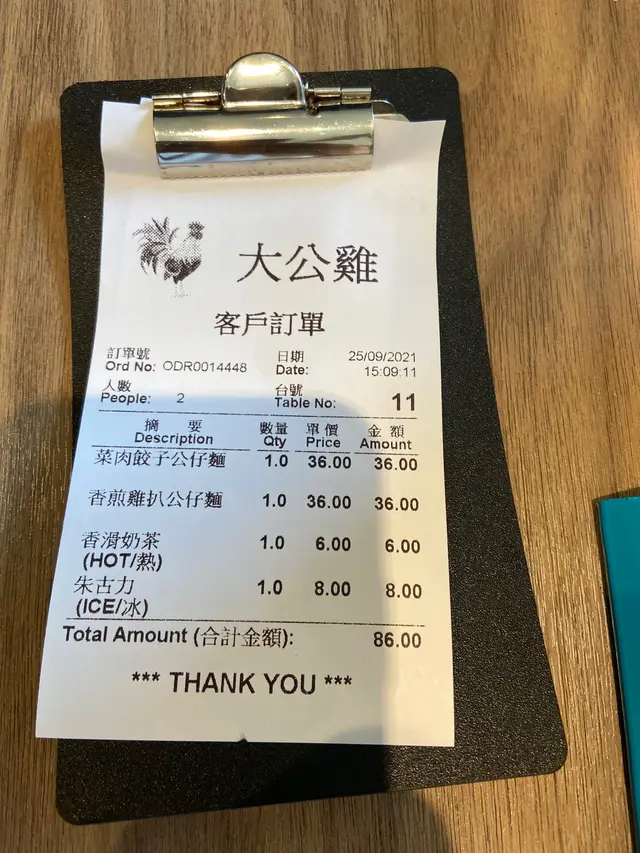 大公雞
客戶訂單
訂單號 日期 25/09/2021
Ord No: ODR0014448 Date: 15:09.11
人數 台號
People: 2 Table No: 11
摘 要 數量 單價 金額
Description Qty Price Amount
菜肉餃子公仔麵 1.0 36.00 36.00
香煎雞扒公仔麵 1.0 36.00 36.00
香滑奶茶 1.0 6.00 6.00
(HOT/熱)
朱古力 1.0 8.00 8.00
(ICE/冰)
Total Amount (合計金額): 86.00
*** THANK YOU ***